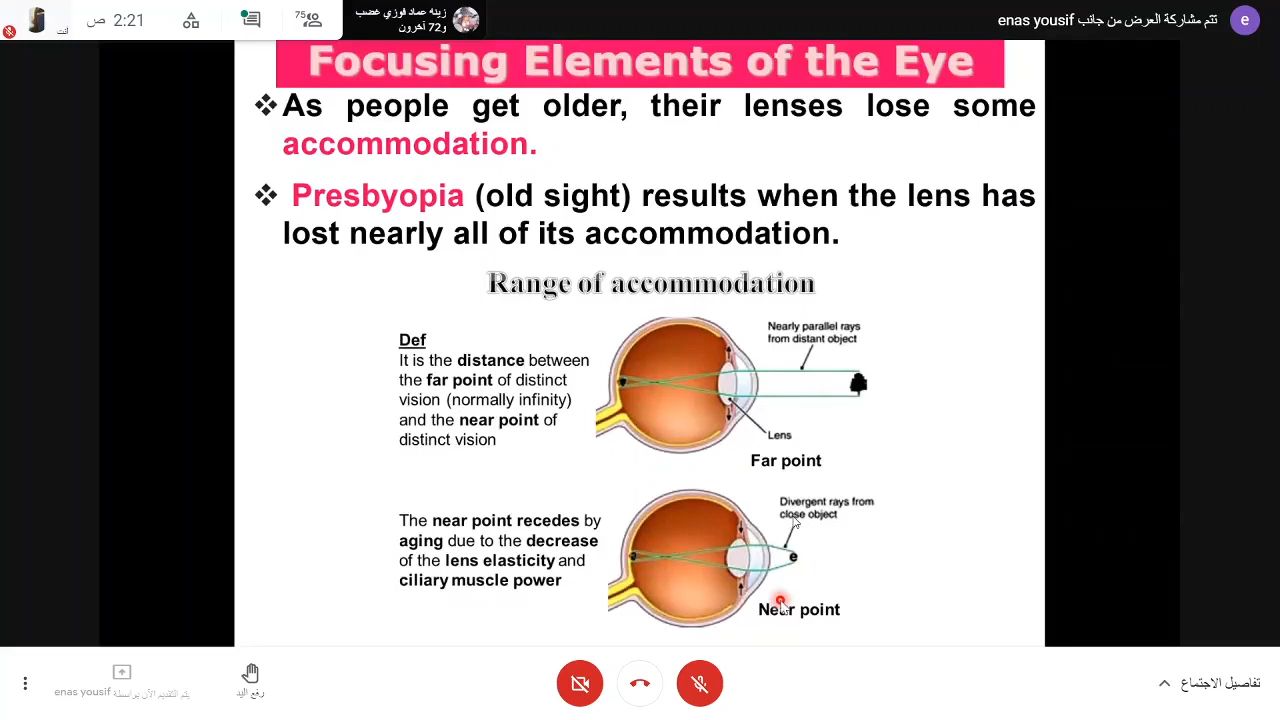 تتم مشاركة العرض من جانب enas yousif
e
زينه عماد فوزي غضب
و72 آخرون
75
2:21 ص
أنت
Focusing Elements of the Eye
❖As people get older, their lenses lose some
accommodation.
❖ Presbyopia (old sight) results when the lens has
lost nearly all of its accommodation.
Range of accommodation
Def
It is the distance between
the far point of distinct
vision (normally infinity)
and the near point of
distinct vision
Nearly parallel rays
from distant object
Lens
Far point
The near point recedes by
aging due to the decrease
of the lens elasticity and
ciliary muscle power
Divergent rays from
close object
e
Near point
تفاصيل الاجتماع
رفع اليد
يتم التقديم الآن بواسطة enas yousif